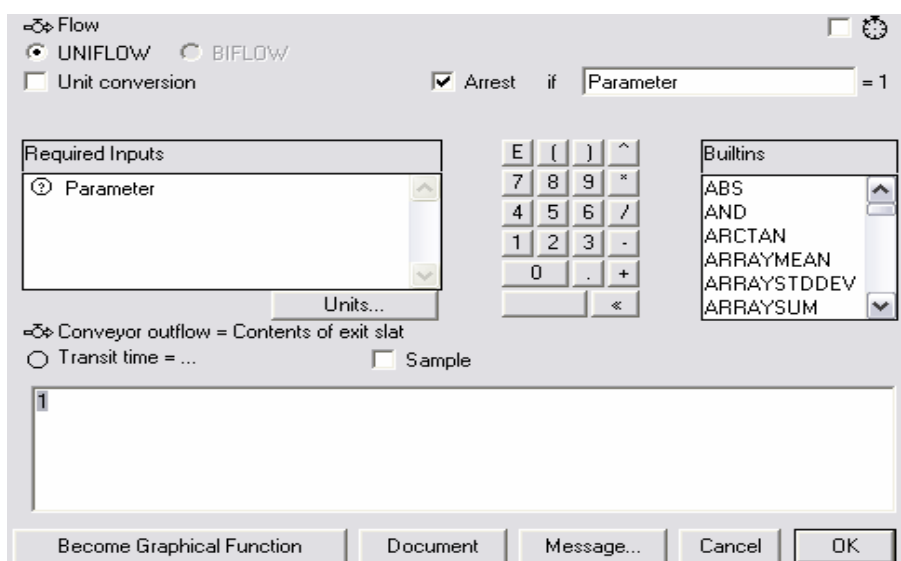 Flow
UNIFLOW BIFLOW
Unit conversion Arrest if Parameter = 1
Required Inputs
? Parameter
Units...
E ( ) ^
7 8 9 *
4 5 6 /
1 2 3 -
0 . +
«
Builtins
ABS
AND
ARCTAN
ARRAYMEAN
ARRAYSTDDEV
ARRAYSUM
Conveyor outflow = Contents of exit slat
Transit time = ... Sample
1
Become Graphical Function Document Message... Cancel OK